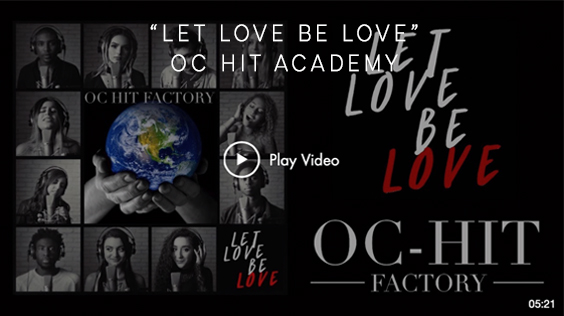 “LET LOVE BE LOVE”
OC HIT ACADEMY
OC HIT FACTORY
LET
LOVE
BE
LOVE
Play Video
LET
LOVE
BE
LOVE
OC-HIT
FACTORY
05:21